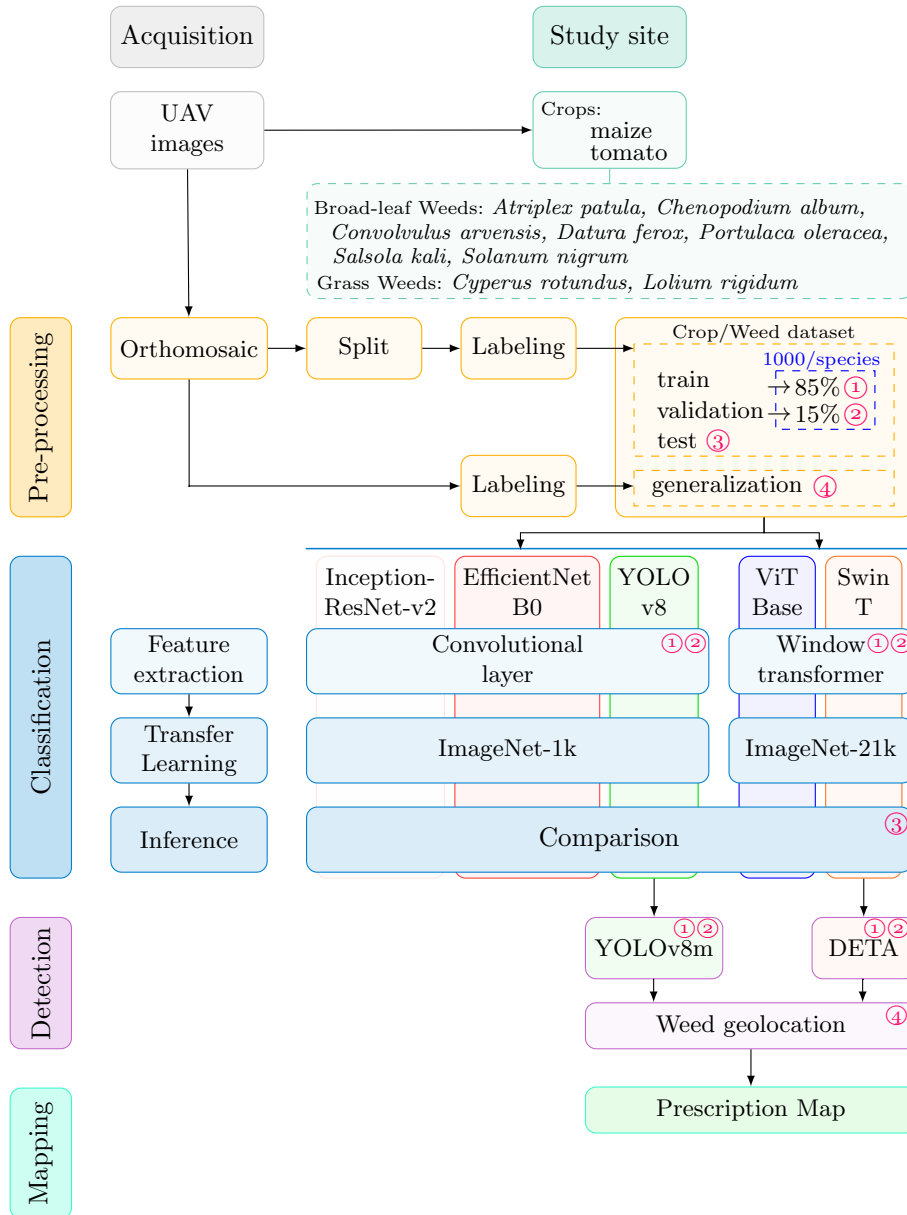 Acquisition
Study site
UAV
images
Crops:
maize
tomato
Broad-leaf Weeds: Atriplex patula, Chenopodium album,
Convolvulus arvensis, Datura ferox, Portulaca oleracea,
Salsola kali, Solanum nigrum
Grass Weeds: Cyperus rotundus, Lolium rigidum
Pre-processing
Orthomosaic
Split
Labeling
Crop/Weed dataset
1000/species
train → 85% ①
validation → 15% ②
test ③
Labeling
generalization ④
Classification
Inception-
ResNet-v2
EfficientNet
B0
YOLO
v8
ViT
Base
Swin
T
Feature
extraction
Convolutional
layer
①②
Window
transformer
①②
Transfer
Learning
ImageNet-1k
ImageNet-21k
Inference
Comparison
③
Detection
①②
YOLOv8m
①②
DETA
Weed geolocation ④
Mapping
Prescription Map